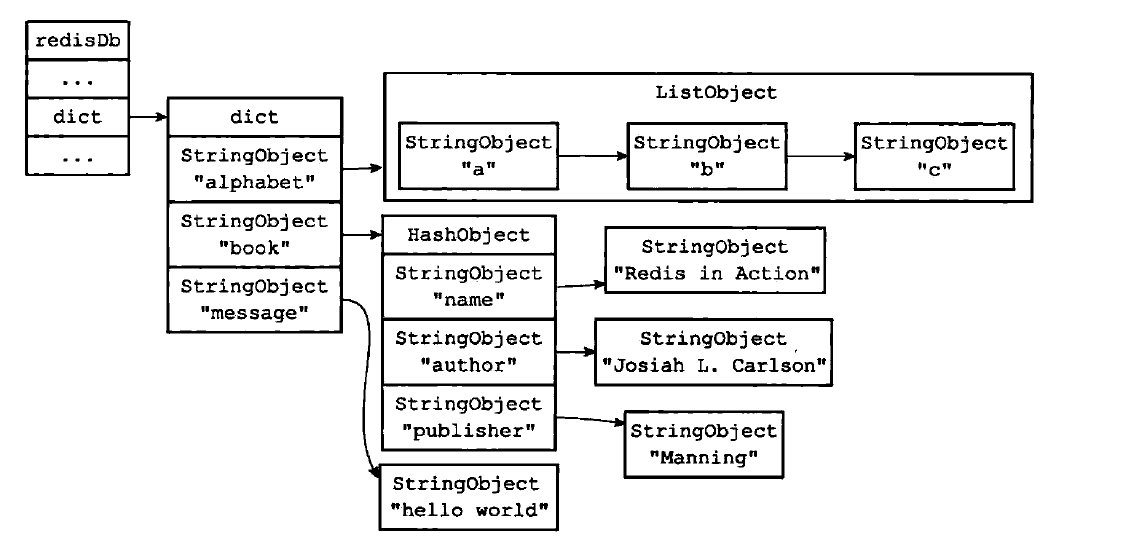 redisDb
...
dict
...
dict
StringObject
"alphabet"
StringObject
"book"
StringObject
"message"
ListObject
StringObject
"a"
StringObject
"b"
StringObject
"c"
HashObject
StringObject
"name"
StringObject
"author"
StringObject
"publisher"
StringObject
"Redis in Action"
StringObject
"Josiah L. Carlson"
StringObject
"Manning"
StringObject
"hello world"